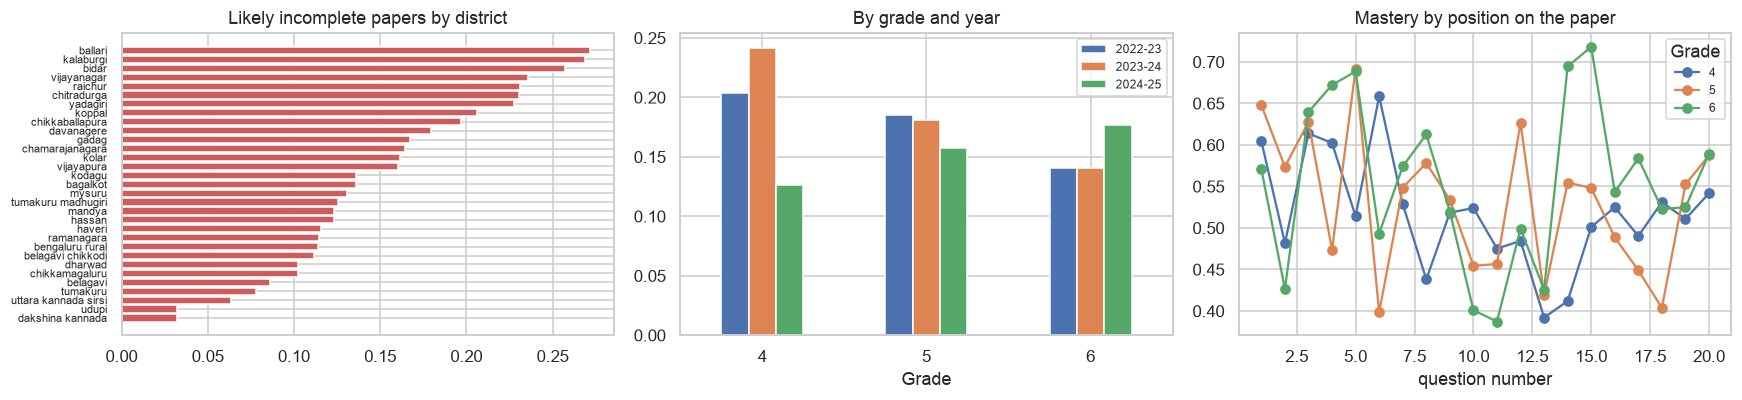 Likely incomplete papers by district
ballari
kalaburgi
bidar
vijayanagar
raichur
chitradurga
yadagiri
koppal
chikkaballapura
davanagere
gadag
chamarajanagara
kolar
vijayapura
kodagu
bagalkot
mysuru
tumakuru madhugiri
mandya
hassan
haveri
ramanagara
bengaluru rural
belagavi chikkodi
dharwad
chikkamagaluru
belagavi
tumakuru
uttara kannada sirsi
udupi
dakshina kannada
0.00 0.05 0.10 0.15 0.20 0.25
By grade and year
0.25
0.20
0.15
0.10
0.05
0.00
2022-23
2023-24
2024-25
4 5 6
Grade
Mastery by position on the paper
0.70
0.65
0.60
0.55
0.50
0.45
0.40
Grade
4
5
6
2.5 5.0 7.5 10.0 12.5 15.0 17.5 20.0
question number